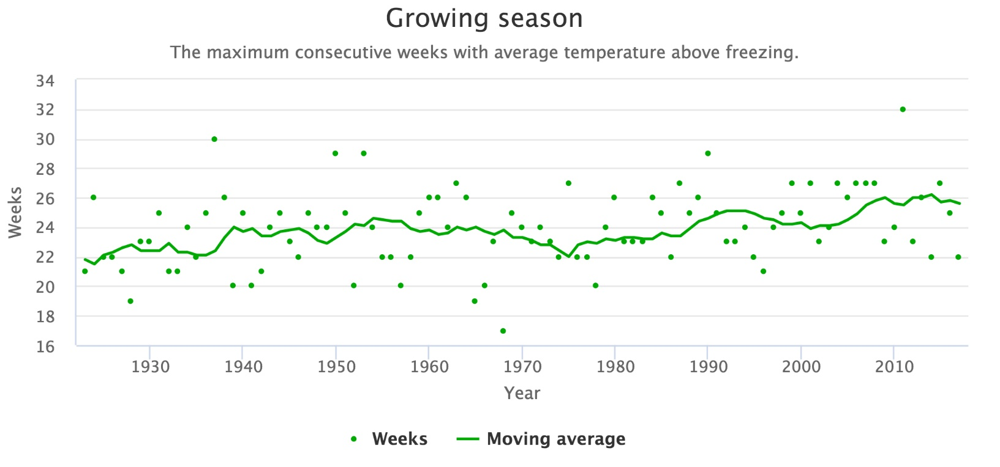 Growing season
The maximum consecutive weeks with average temperature above freezing.
34
32
30
28
26
24
22
20
18
16
Weeks
1930 1940 1950 1960 1970 1980 1990 2000 2010
Year
Weeks Moving average